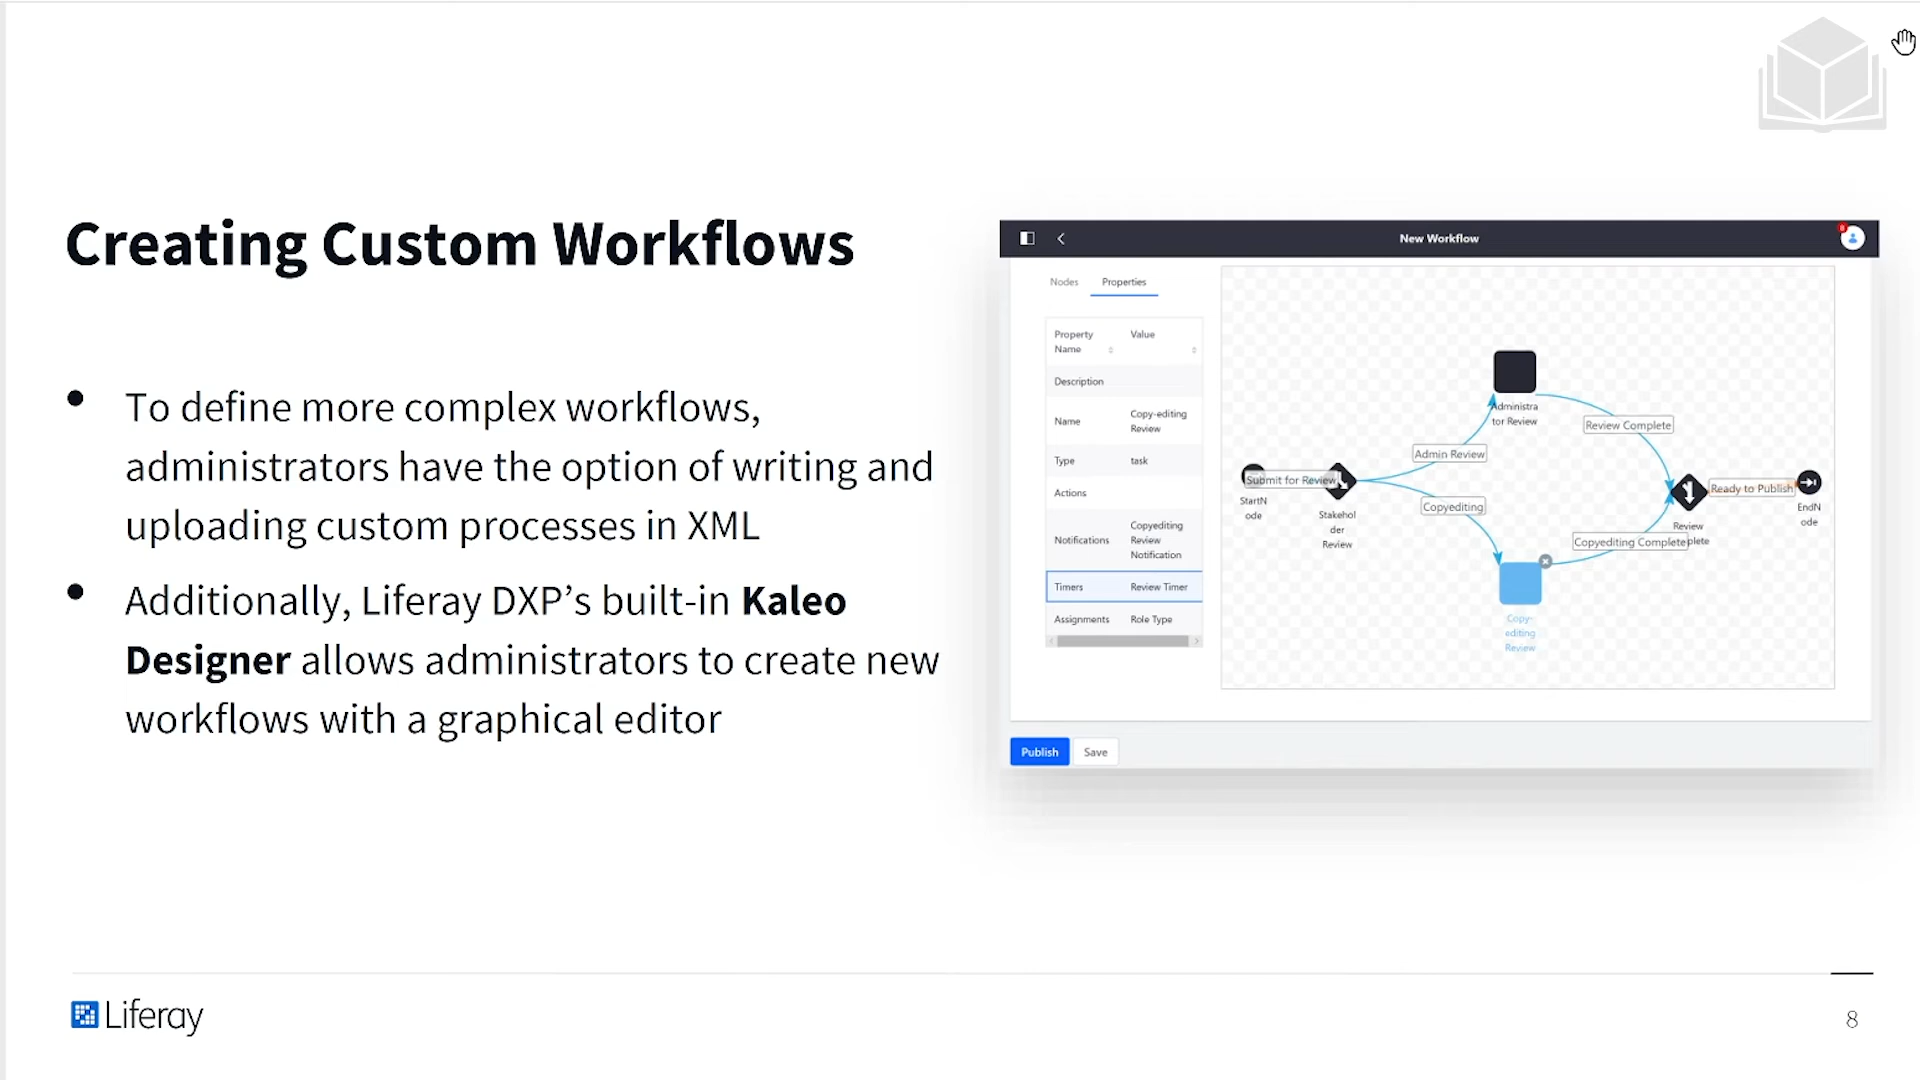 Creating Custom Workflows
• To define more complex workflows,
administrators have the option of writing and
uploading custom processes in XML
• Additionally, Liferay DXP’s built-in Kaleo
Designer allows administrators to create new
workflows with a graphical editor
New Workflow
8
Nodes Properties
Property Value
Name
Description
Name Copy-editing
Review
Type task
Actions
Notifications Copyediting
Review
Notification
Timers Review Timer
Assignments Role Type
Submit for Review
StartN
ode
Stakehol
der
Review
Admin Review
Administra
tor Review
Review Complete
Copyediting
Copy-
editing
Review
Copyediting Complete
Review
plete
Ready to Publish
EndN
ode
Publish Save
Liferay
8